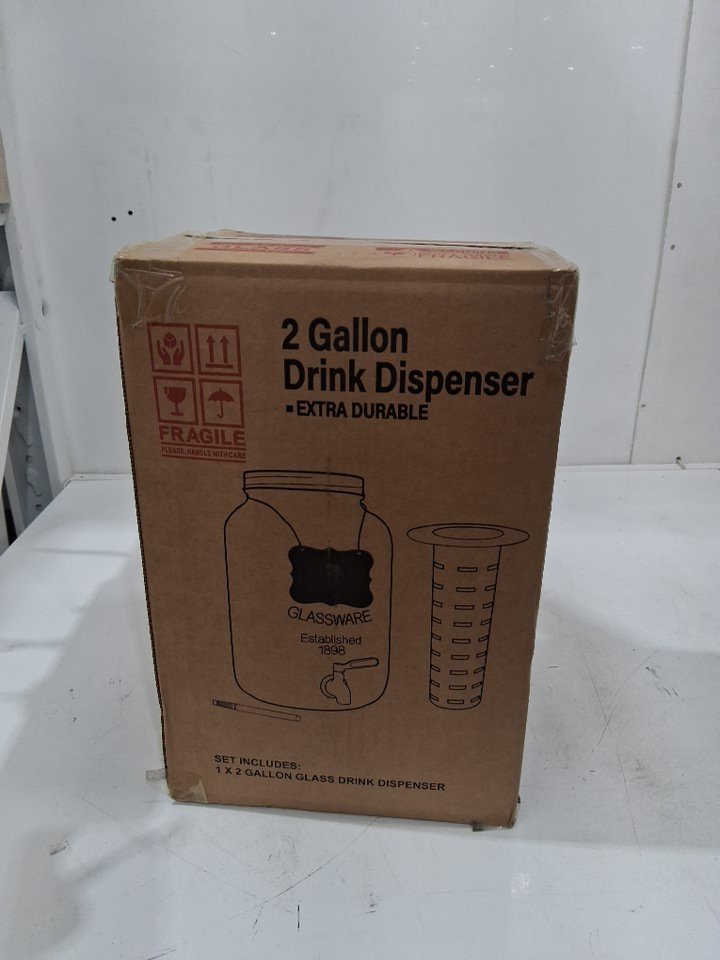 FRAGILE
2 Gallon
Drink Dispenser
▪ EXTRA DURABLE
FRAGILE
PLEASE, HANDLE WITH CARE
GLASSWARE
Established
1898
SET INCLUDES:
1 X 2 GALLON GLASS DRINK DISPENSER